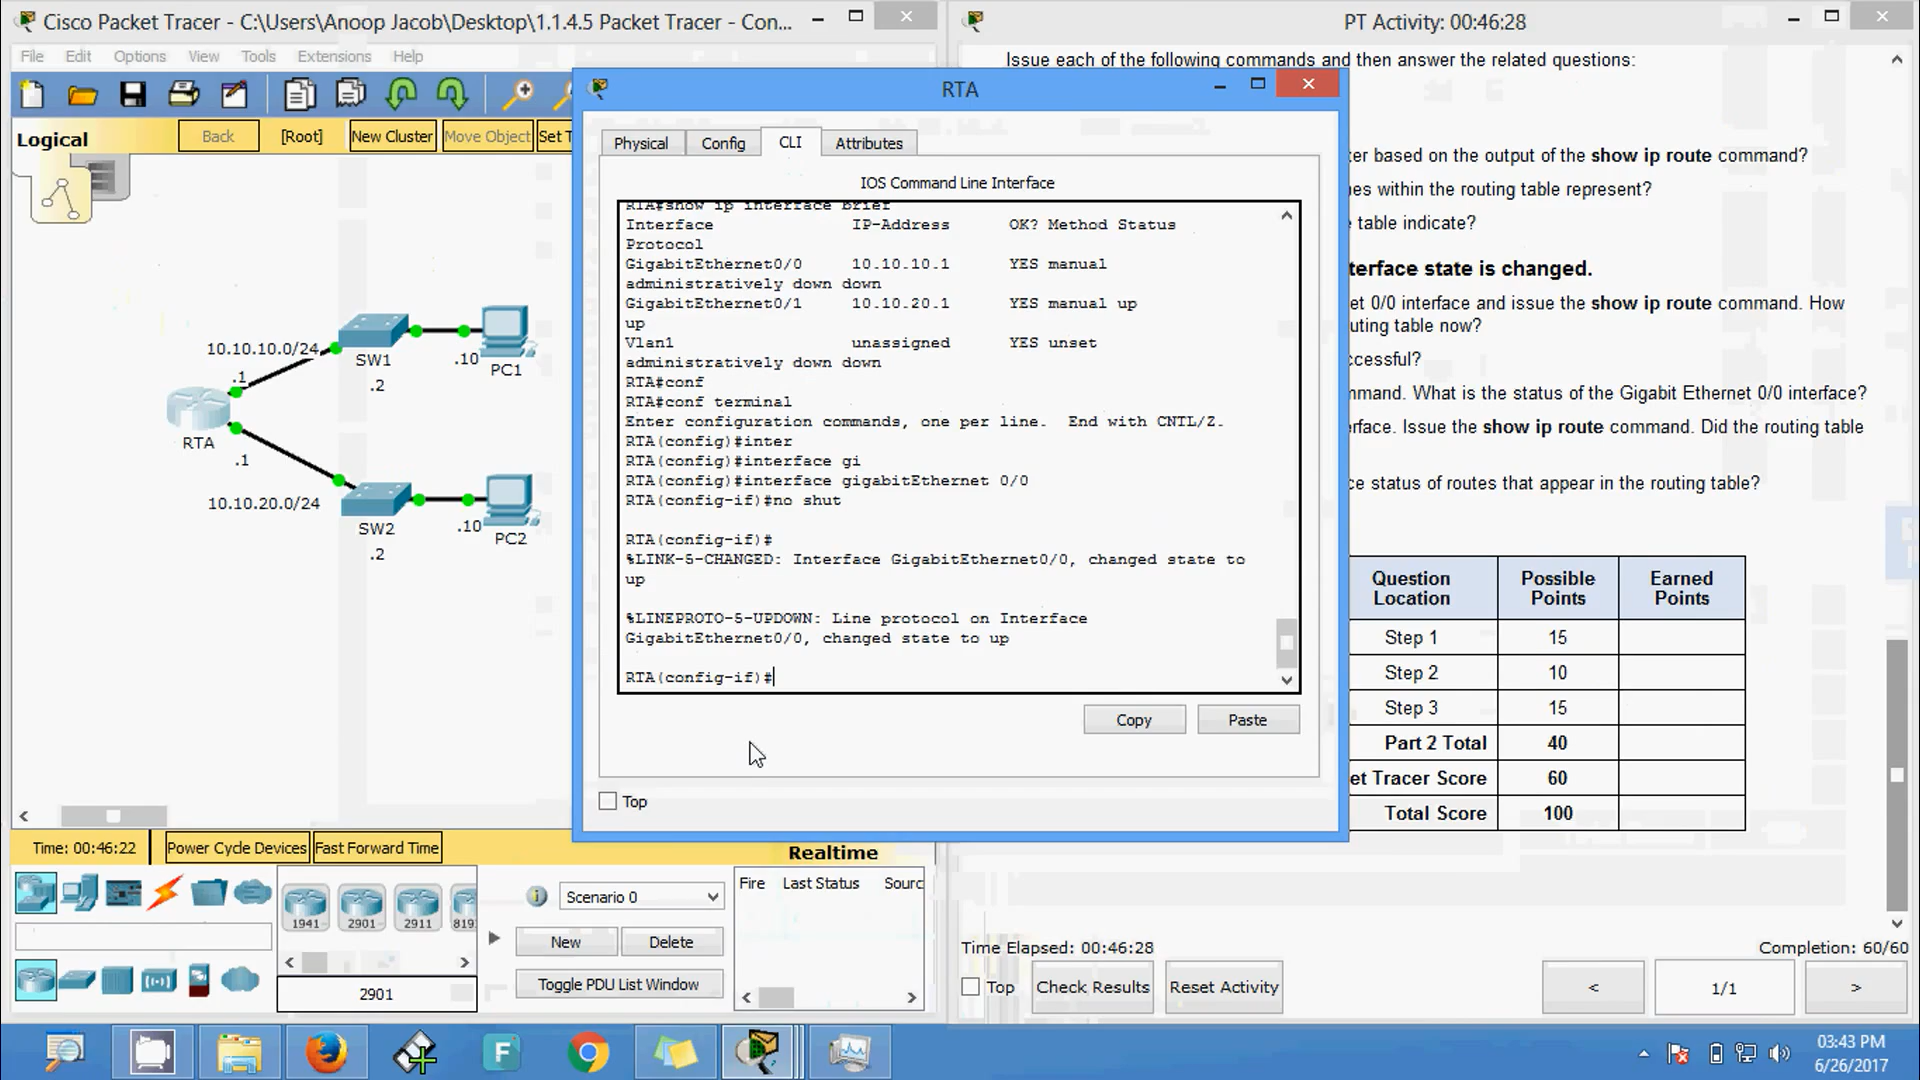 Cisco Packet Tracer - C:\Users\Anoop Jacob\Desktop\1.1.4.5 Packet Tracer - Con...
File Edit Options View Tools Extensions Help
Logical
Back
[Root]
New Cluster
Move Object
Set T
10.10.10.0/24
.1
SW1
.2
.10
PC1
RTA
.1
10.10.20.0/24
SW2
.2
.10
PC2
Time: 00:46:22
Power Cycle Devices
Fast Forward Time
Realtime
1941
2901
2911
819
2901
Scenario 0
New
Delete
Toggle PDU List Window
Fire Last Status Sourc
RTA
Physical
Config
CLI
Attributes
IOS Command Line Interface
RTA#show ip interface brief
Interface IP-Address OK? Method Status
Protocol
GigabitEthernet0/0 10.10.10.1 YES manual
administratively down down
GigabitEthernet0/1 10.10.20.1 YES manual up
up
Vlan1 unassigned YES unset
administratively down down
RTA#conf
RTA#conf terminal
Enter configuration commands, one per line. End with CNTL/Z.
RTA(config)#inter
RTA(config)#interface gi
RTA(config)#interface gigabitEthernet 0/0
RTA(config-if)#no shut
RTA(config-if)#
%LINK-5-CHANGED: Interface GigabitEthernet0/0, changed state to
up
%LINEPROTO-5-UPDOWN: Line protocol on Interface
GigabitEthernet0/0, changed state to up
RTA(config-if)#
Copy
Paste
Top
PT Activity: 00:46:28
Issue each of the following commands and then answer the related questions:
ter based on the output of the show ip route command?
es within the routing table represent?
table indicate?
terface state is changed.
et 0/0 interface and issue the show ip route command. How
uting table now?
ccessful?
mmand. What is the status of the Gigabit Ethernet 0/0 interface?
erface. Issue the show ip route command. Did the routing table
ce status of routes that appear in the routing table?
Question Location Possible Points Earned Points
Step 1 15
Step 2 10
Step 3 15
Part 2 Total 40
et Tracer Score 60
Total Score 100
Time Elapsed: 00:46:28
Completion: 60/60
Top
Check Results
Reset Activity
<
1/1
>
03:43 PM
6/26/2017